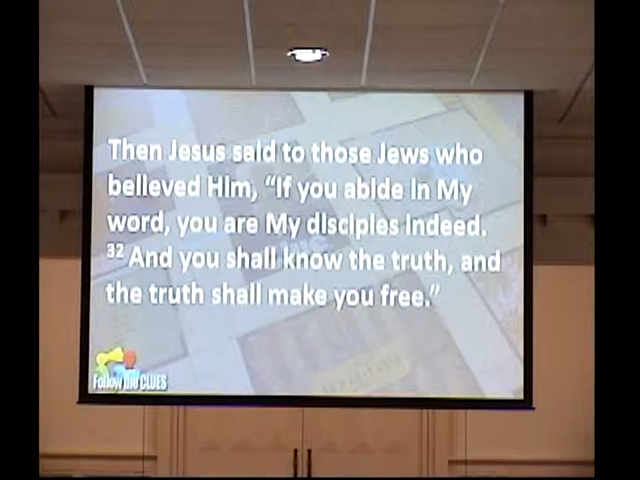 Then Jesus said to those Jews who
believed Him, “If you abide in My
word, you are My disciples indeed.
32 And you shall know the truth, and
the truth shall make you free.”
Follow the CLUES